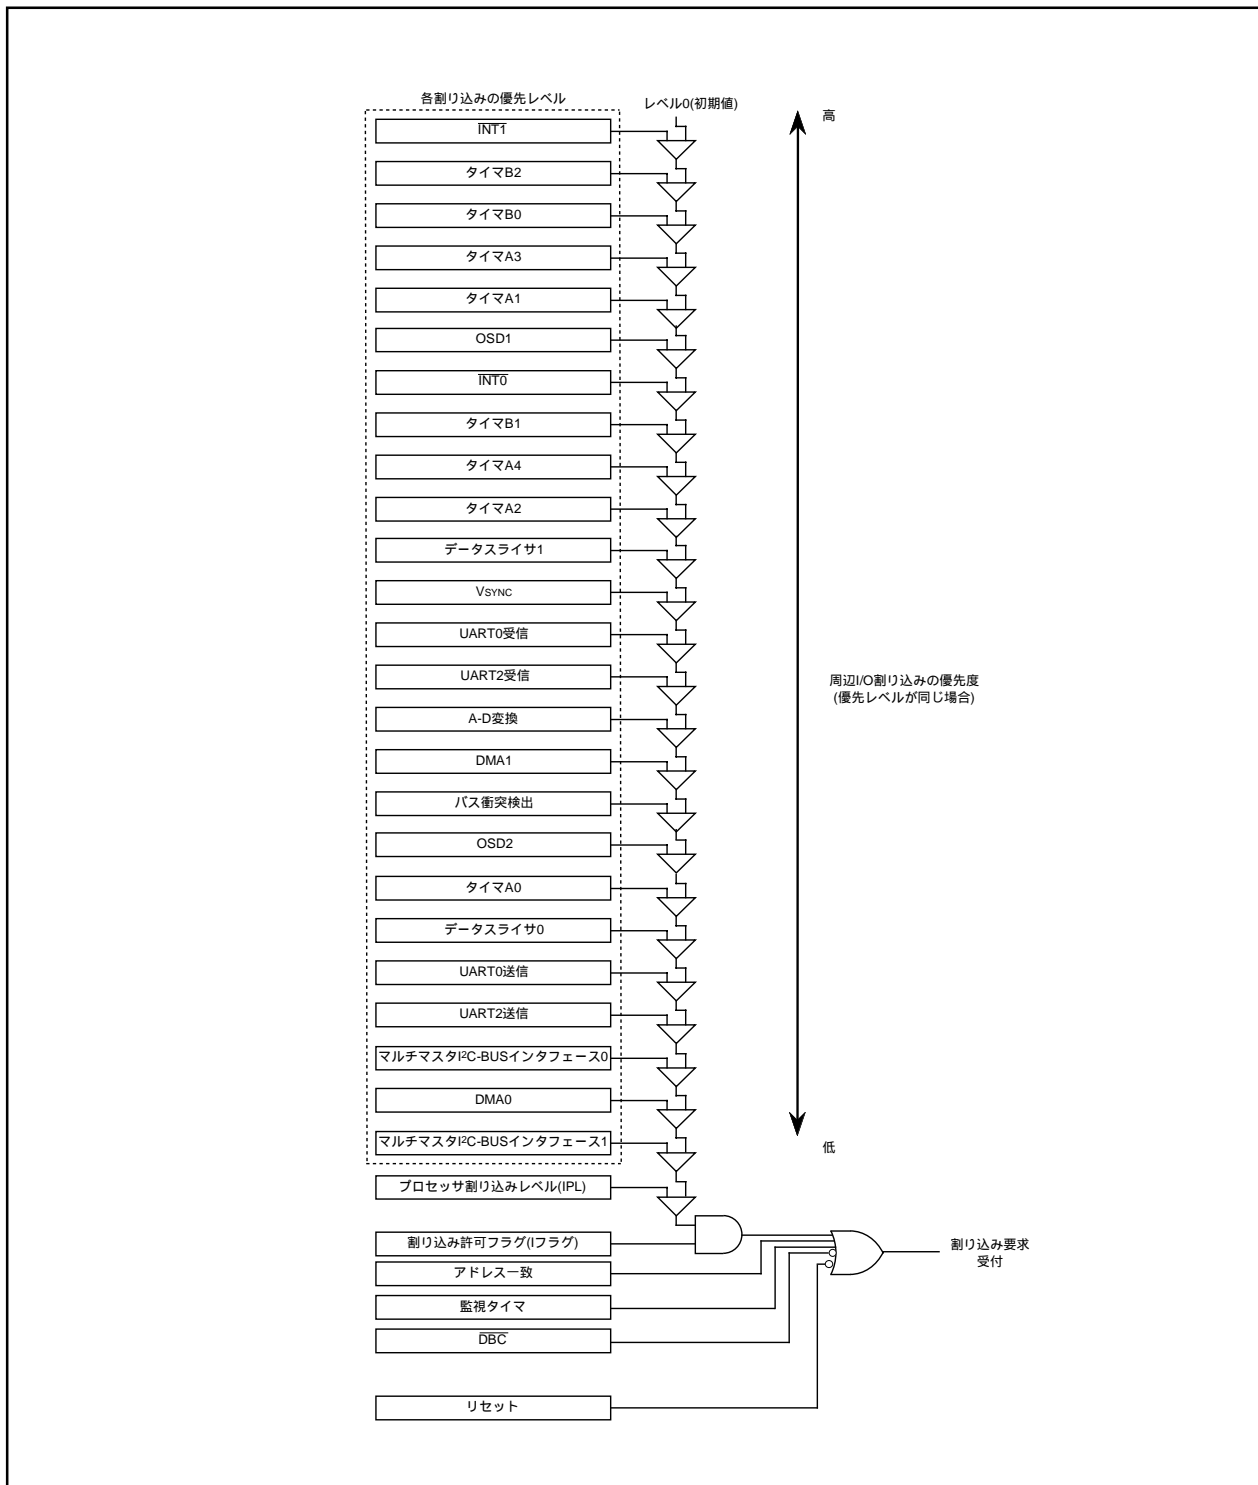 各割り込みの優先レベル
レベル0(初期値)
高
INT1
タイマB2
タイマB0
タイマA3
タイマA1
OSD1
INT0
タイマB1
タイマA4
タイマA2
データスライサ1
VSYNC
UART0受信
UART2受信
周辺I/O割り込みの優先度
(優先レベルが同じ場合)
A-D変換
DMA1
バス衝突検出
OSD2
タイマA0
データスライサ0
UART0送信
UART2送信
マルチマスタI²C-BUSインタフェース0
DMA0
マルチマスタI²C-BUSインタフェース1
低
プロセッサ割り込みレベル(IPL)
割り込み許可フラグ(Iフラグ)
割り込み要求
受付
アドレス一致
監視タイマ
DBC
リセット